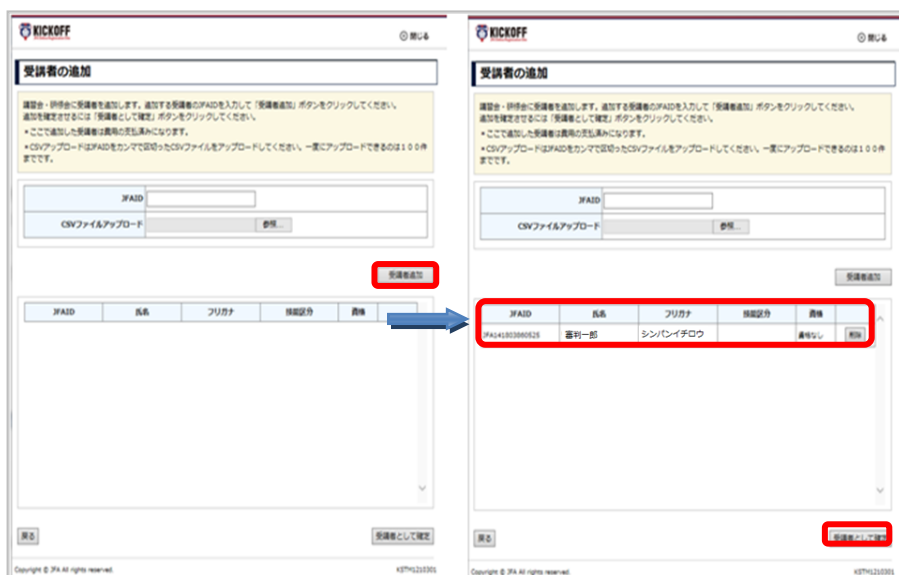 KICKOFF
閉じる
受講者の追加
講習会・研修会に受講者を追加します。追加する受講者のJFAIDを入力して「受講者追加」ボタンをクリックしてください。
追加を確定させるには「受講者として確定」ボタンをクリックしてください。
•ここで追加した受講者は費用の支払済みになります。
•CSVアップロードはJFAIDをカンマで区切ったCSVファイルをアップロードしてください。一度にアップロードできるのは１００件
までです。
JFAID
CSVファイルアップロード 参照...
受講者追加
JFAID 氏名 フリガナ 技能区分 資格
戻る 受講者として確定
Copyright © JFA All rights reserved. KSTM1210301
KICKOFF
閉じる
受講者の追加
講習会・研修会に受講者を追加します。追加する受講者のJFAIDを入力して「受講者追加」ボタンをクリックしてください。
追加を確定させるには「受講者として確定」ボタンをクリックしてください。
•ここで追加した受講者は費用の支払済みになります。
•CSVアップロードはJFAIDをカンマで区切ったCSVファイルをアップロードしてください。一度にアップロードできるのは１００件
までです。
JFAID
CSVファイルアップロード 参照...
受講者追加
JFAID 氏名 フリガナ 技能区分 資格
JFA141003060525 審判一郎 シンパンイチロウ 資格なし 削除
戻る 受講者として確定
Copyright © JFA All rights reserved. KSTM1210301